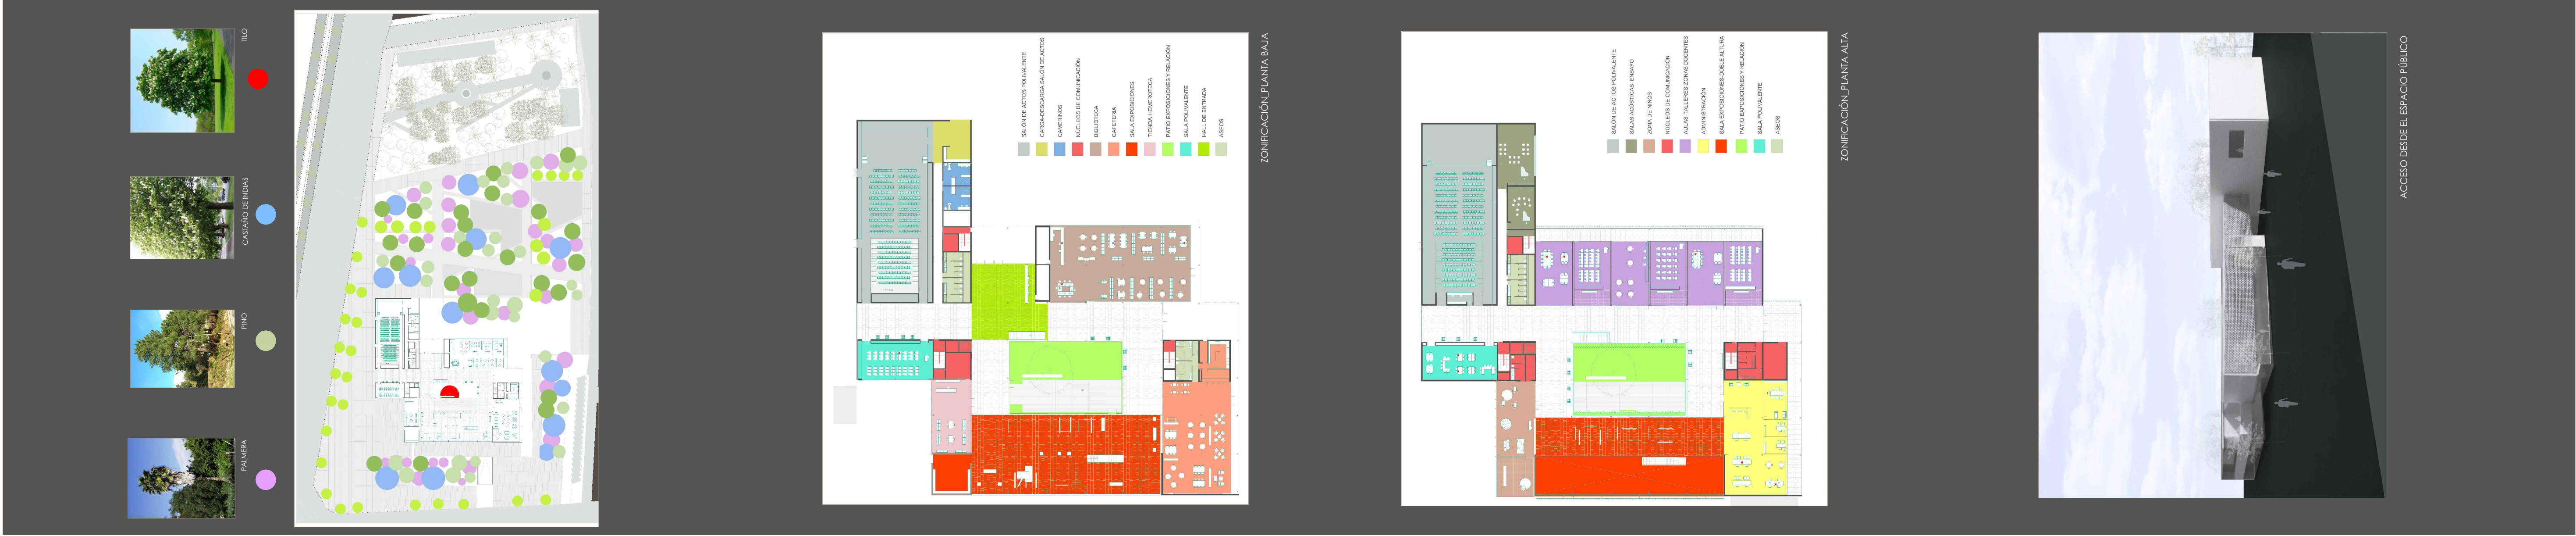 TILO
CASTAÑO DE INDIAS
PINO
PALMERA
SALÓN DE ACTOS POLIVALENTE
CARGA-DESCARGA SALÓN DE ACTOS
CAMERINOS
NÚCLEOS DE COMUNICACIÓN
BIBLIOTECA
CAFETERIA
SALA EXPOSICIONES
TIENDA-HEMEROTECA
PATIO EXPOSICIONES Y RELACIÓN
SALA POLIVALENTE
HALL DE ENTRADA
ASEOS
ZONIFICACIÓN_PLANTA BAJA
SALÓN DE ACTOS POLIVALENTE
SALAS ACÚSTICAS ENSAYO
ZONA DE NIÑOS
NÚCLEOS DE COMUNICACIÓN
AULAS-TALLERES-ZONAS DOCENTES
ADMINISTRACIÓN
SALA EXPOSICIONES-DOBLE ALTURA
PATIO EXPOSICIONES Y RELACIÓN
SALA POLIVALENTE
ASEOS
ZONIFICACIÓN_PLANTA ALTA
ACCESO DESDE EL ESPACIO PÚBLICO